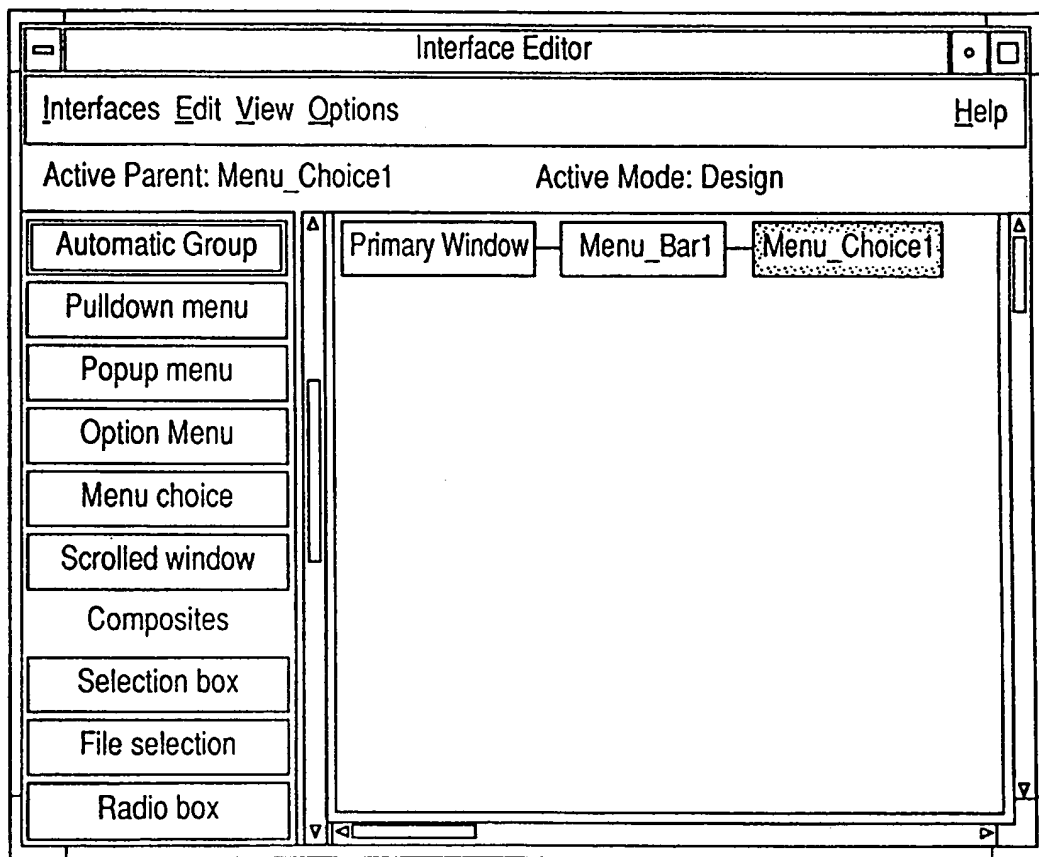 Interface Editor
Interfaces Edit View Options Help
Active Parent: Menu_Choice1 Active Mode: Design
Automatic Group
Pulldown menu
Popup menu
Option Menu
Menu choice
Scrolled window
Composites
Selection box
File selection
Radio box
Primary Window Menu_Bar1 Menu_Choice1